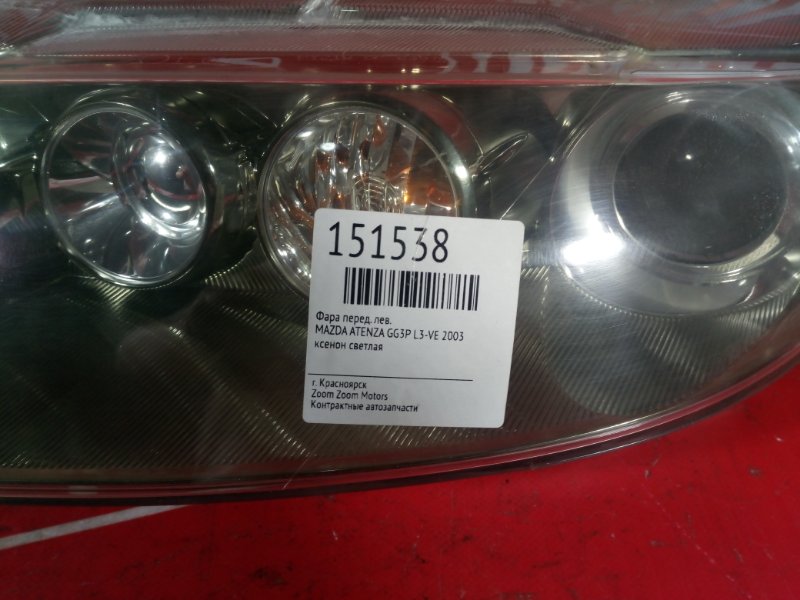 151538
Фара перед. лев.
MAZDA ATENZA GG3P L3-VE 2003
ксенон светлая
г. Красноярск
Zoom Zoom Motors
Контрактные автозапчасти